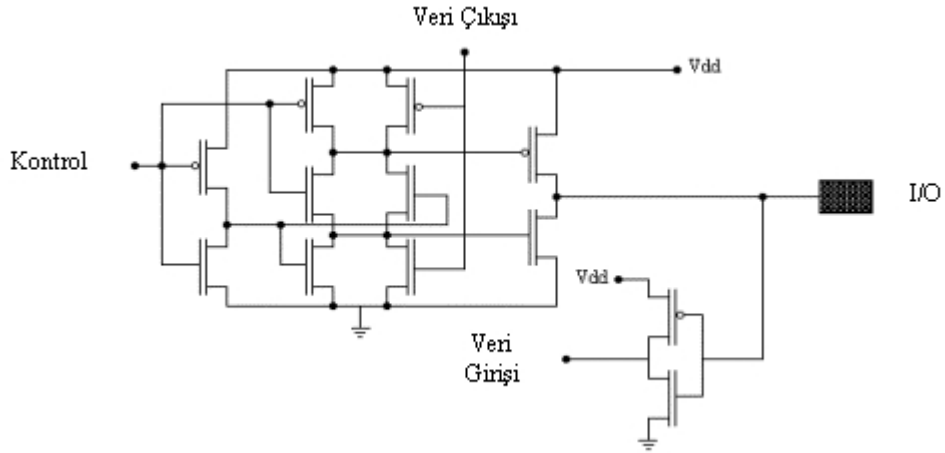 Veri Çıkışı
Vdd
Kontrol
I/O
Vdd
Veri
Girişi